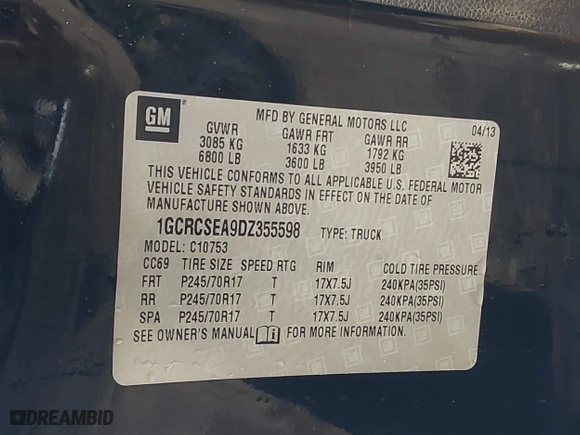 GM
MFD BY GENERAL MOTORS LLC
04/13
GVWR GAWR FRT GAWR RR
3085 KG 1633 KG 1792 KG
6800 LB 3600 LB 3950 LB
THIS VEHICLE CONFORMS TO ALL APPLICABLE U.S. FEDERAL MOTOR
VEHICLE SAFETY STANDARDS IN EFFECT ON THE DATE OF
MANUFACTURE SHOWN ABOVE.
1GCRCSEA9DZ355598 TYPE: TRUCK
MODEL: C10753
CC69 TIRE SIZE SPEED RTG RIM COLD TIRE PRESSURE
FRT P245/70R17 T 17X7.5J 240KPA(35PSI)
RR P245/70R17 T 17X7.5J 240KPA(35PSI)
SPA P245/70R17 T 17X7.5J 240KPA(35PSI)
SEE OWNER'S MANUAL FOR MORE INFORMATION.
DREAMBID